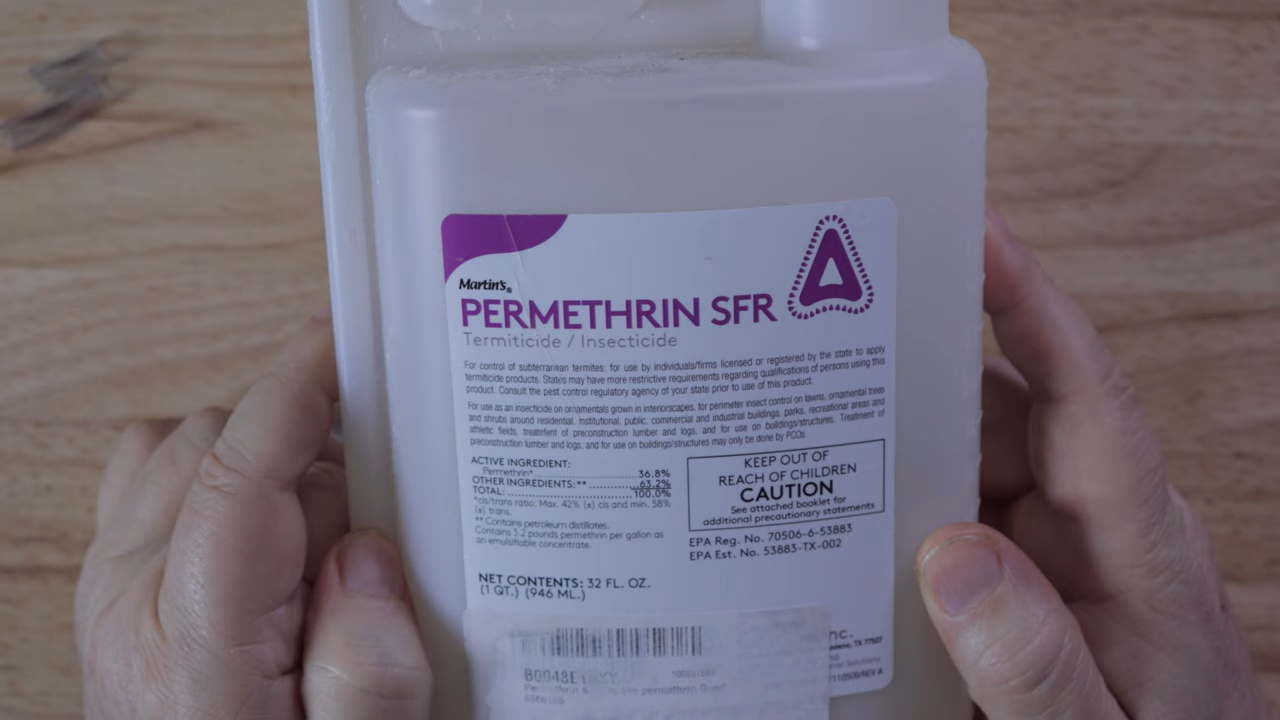 Martin's®
PERMETHRIN SFR
Termiticide / Insecticide
For control of subterranean termites: for use by individuals/firms licensed or registered by the state to apply
termiticide products. States may have more restrictive requirements regarding qualifications of persons using this
product. Consult the pest control regulatory agency of your state prior to use of this product.
For use as an insecticide on ornamentals grown in interiorscapes, for perimeter insect control on lawns, ornamental trees
and shrubs around residential, institutional, public, commercial and industrial buildings, parks, recreational areas and
athletic fields, treatment of preconstruction lumber and logs, and for use on buildings/structures. Treatment of
preconstruction lumber and logs, and for use on buildings/structures may only be done by PCOs.
ACTIVE INGREDIENT:
Permethrin*.......................... 36.8%
OTHER INGREDIENTS:** .......... 63.2%
TOTAL: .......................... 100.0%
*cis/trans ratio: Max. 42% (±) cis and min. 58%
(±) trans.
** Contains petroleum distillates.
Contains 3.2 pounds permethrin per gallon as
an emulsifiable concentrate.
KEEP OUT OF
REACH OF CHILDREN
CAUTION
See attached booklet for
additional precautionary statements
EPA Reg. No. 70506-6-53883
EPA Est. No. 53883-TX-002
NET CONTENTS: 32 FL. OZ.
(1 QT.) (946 ML.)
nc.
TX 77507
Solutions
REV A
B0048E
permethrin